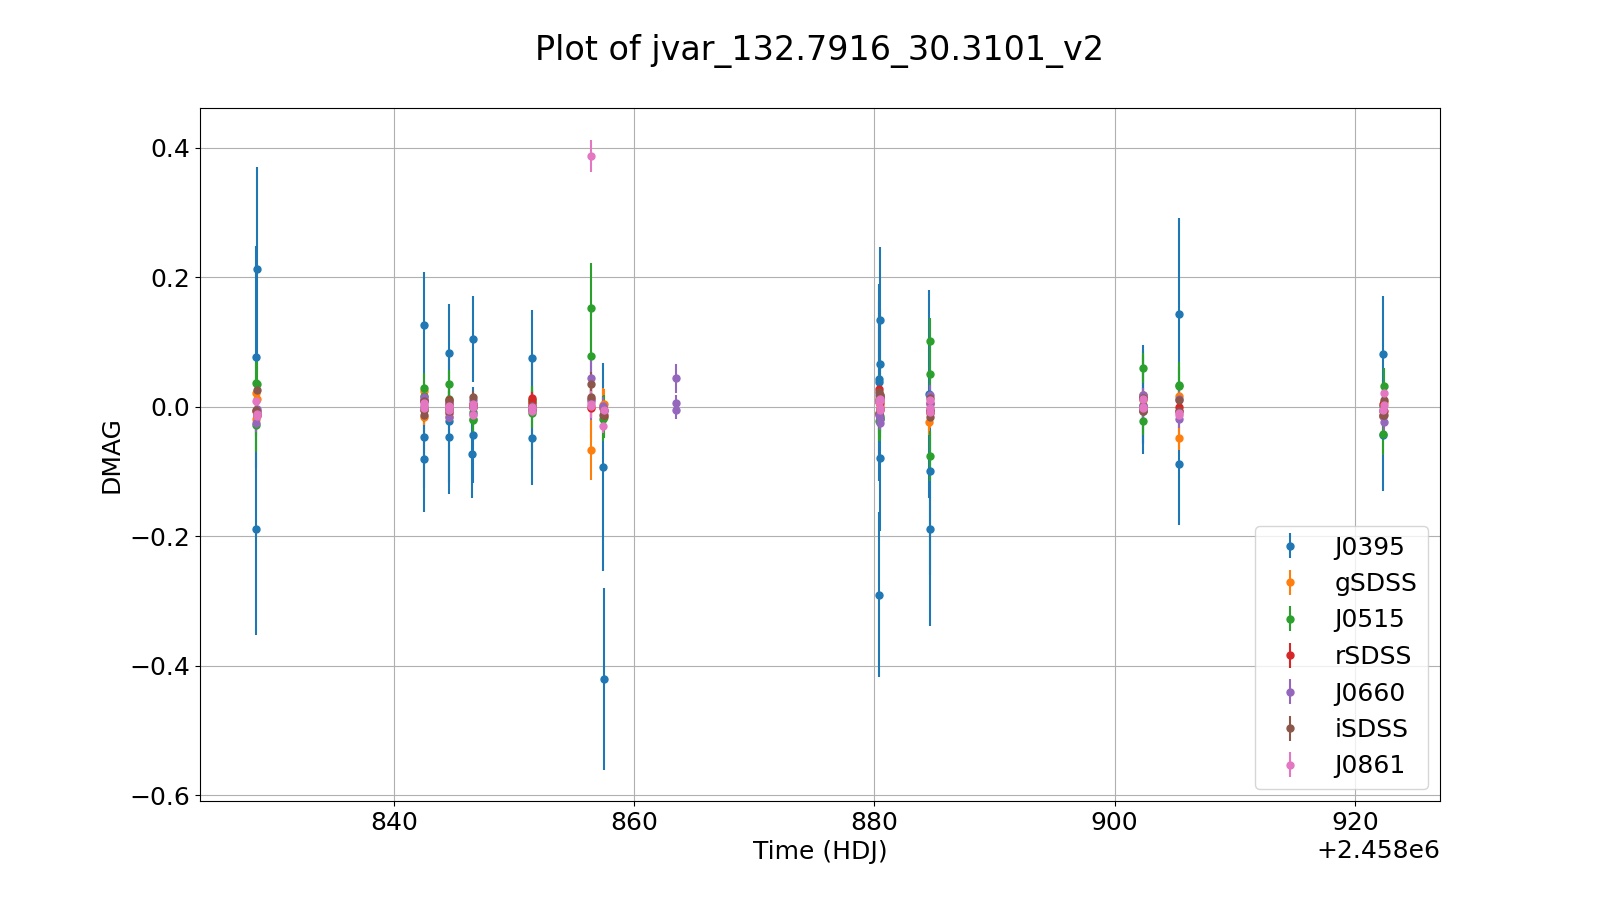 Plot of jvar_132.7916_30.3101_v2
DMAG
0.4
0.2
0.0
−0.2
−0.4
−0.6
J0395
gSDSS
J0515
rSDSS
J0660
iSDSS
J0861
840 860 880 900 920
Time (HDJ)
+2.458e6